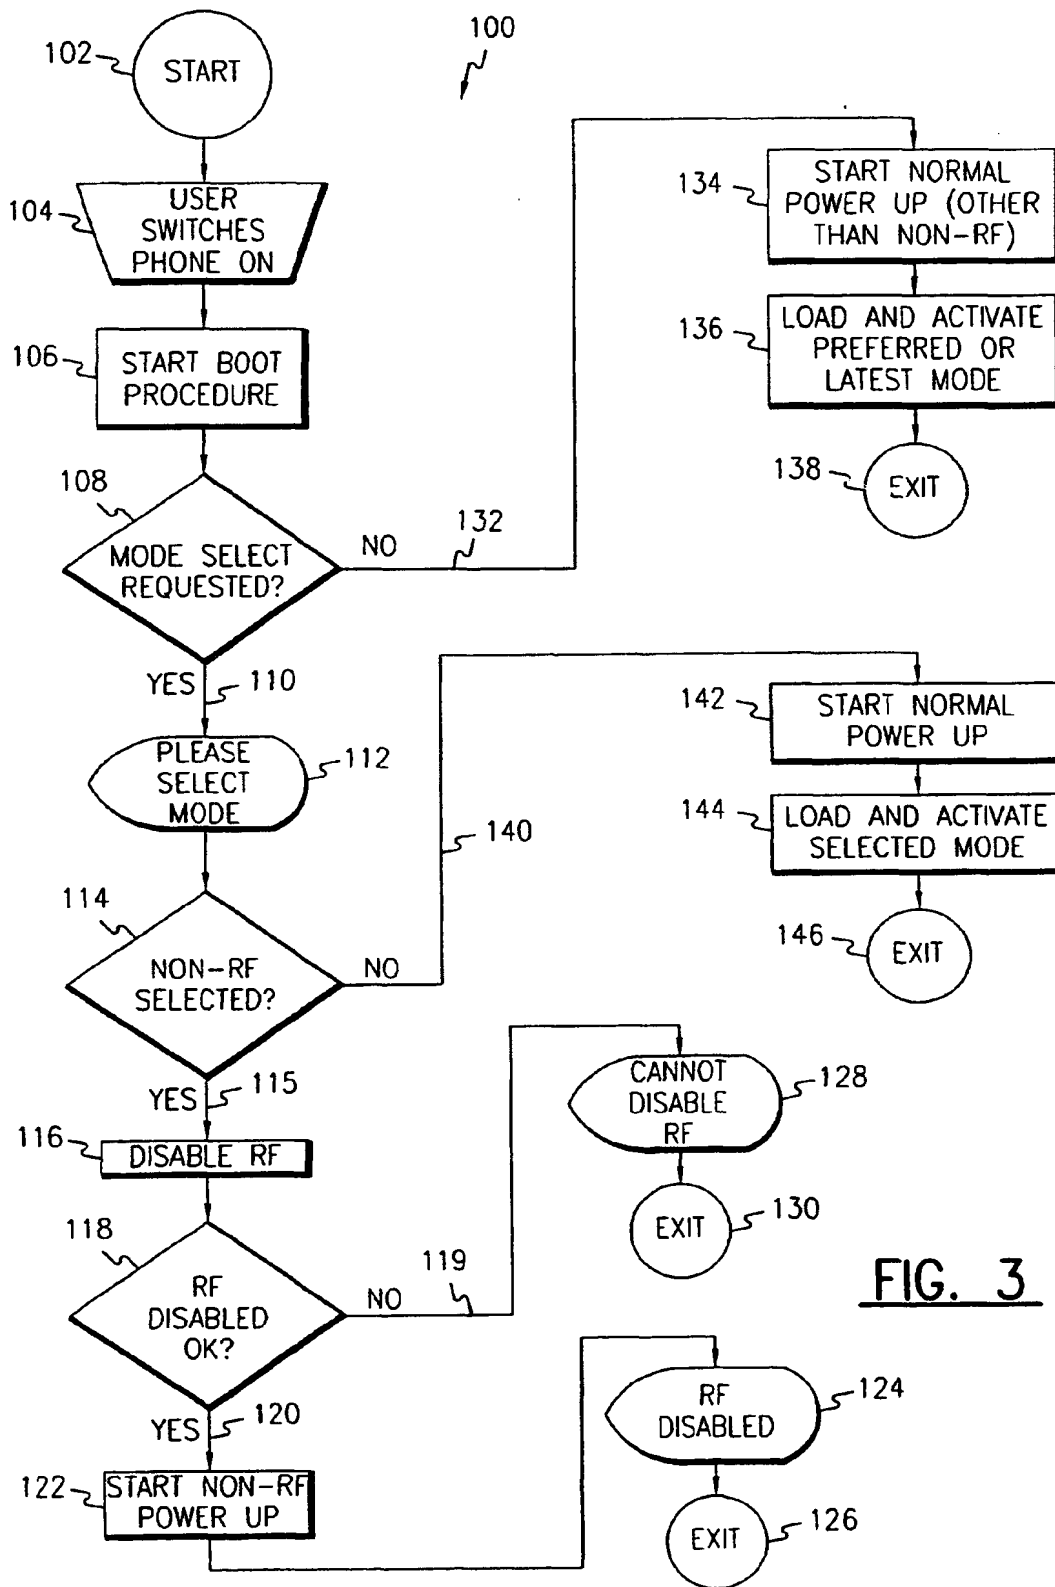 100
102
START
104
USER
SWITCHES
PHONE ON
106
START BOOT
PROCEDURE
108
MODE SELECT
REQUESTED?
NO
132
134
START NORMAL
POWER UP (OTHER
THAN NON-RF)
136
LOAD AND ACTIVATE
PREFERRED OR
LATEST MODE
138
EXIT
YES
110
PLEASE
SELECT
MODE
112
114
NON-RF
SELECTED?
NO
140
142
START NORMAL
POWER UP
144
LOAD AND ACTIVATE
SELECTED MODE
146
EXIT
YES
115
116
DISABLE RF
118
RF
DISABLED
OK?
NO
119
CANNOT
DISABLE
RF
128
EXIT
130
YES
120
122
START NON-RF
POWER UP
RF
DISABLED
124
EXIT
126
FIG. 3